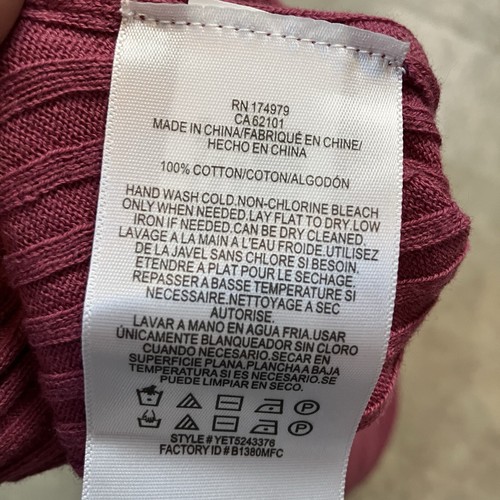 RN 174979
CA 62101
MADE IN CHINA/FABRIQUÉ EN CHINE/
HECHO EN CHINA
100% COTTON/COTON/ALGODÓN
HAND WASH COLD.NON-CHLORINE BLEACH
ONLY WHEN NEEDED.LAY FLAT TO DRY.LOW
IRON IF NEEDED.CAN BE DRY CLEANED.
LAVAGE A LA MAIN A L'EAU FROIDE.UTILISEZ
DE LA JAVEL SANS CHLORE SI BESOIN.
ETENDRE A PLAT POUR LE SECHAGE.
REPASSER A BASSE TEMPERATURE SI
NECESSAIRE.NETTOYAGE A SEC
AUTORISE.
LAVAR A MANO EN AGUA FRIA.USAR
ÚNICAMENTE BLANQUEADOR SIN CLORO
CUANDO NECESARIO.SECAR EN
SUPERFICIE PLANA.PLANCHA A BAJA
TEMPERATURA SI ES NECESARIO.SE
PUEDE LIMPIAR EN SECO.
P
P
STYLE # YET5243376
FACTORY ID # B1380MFC